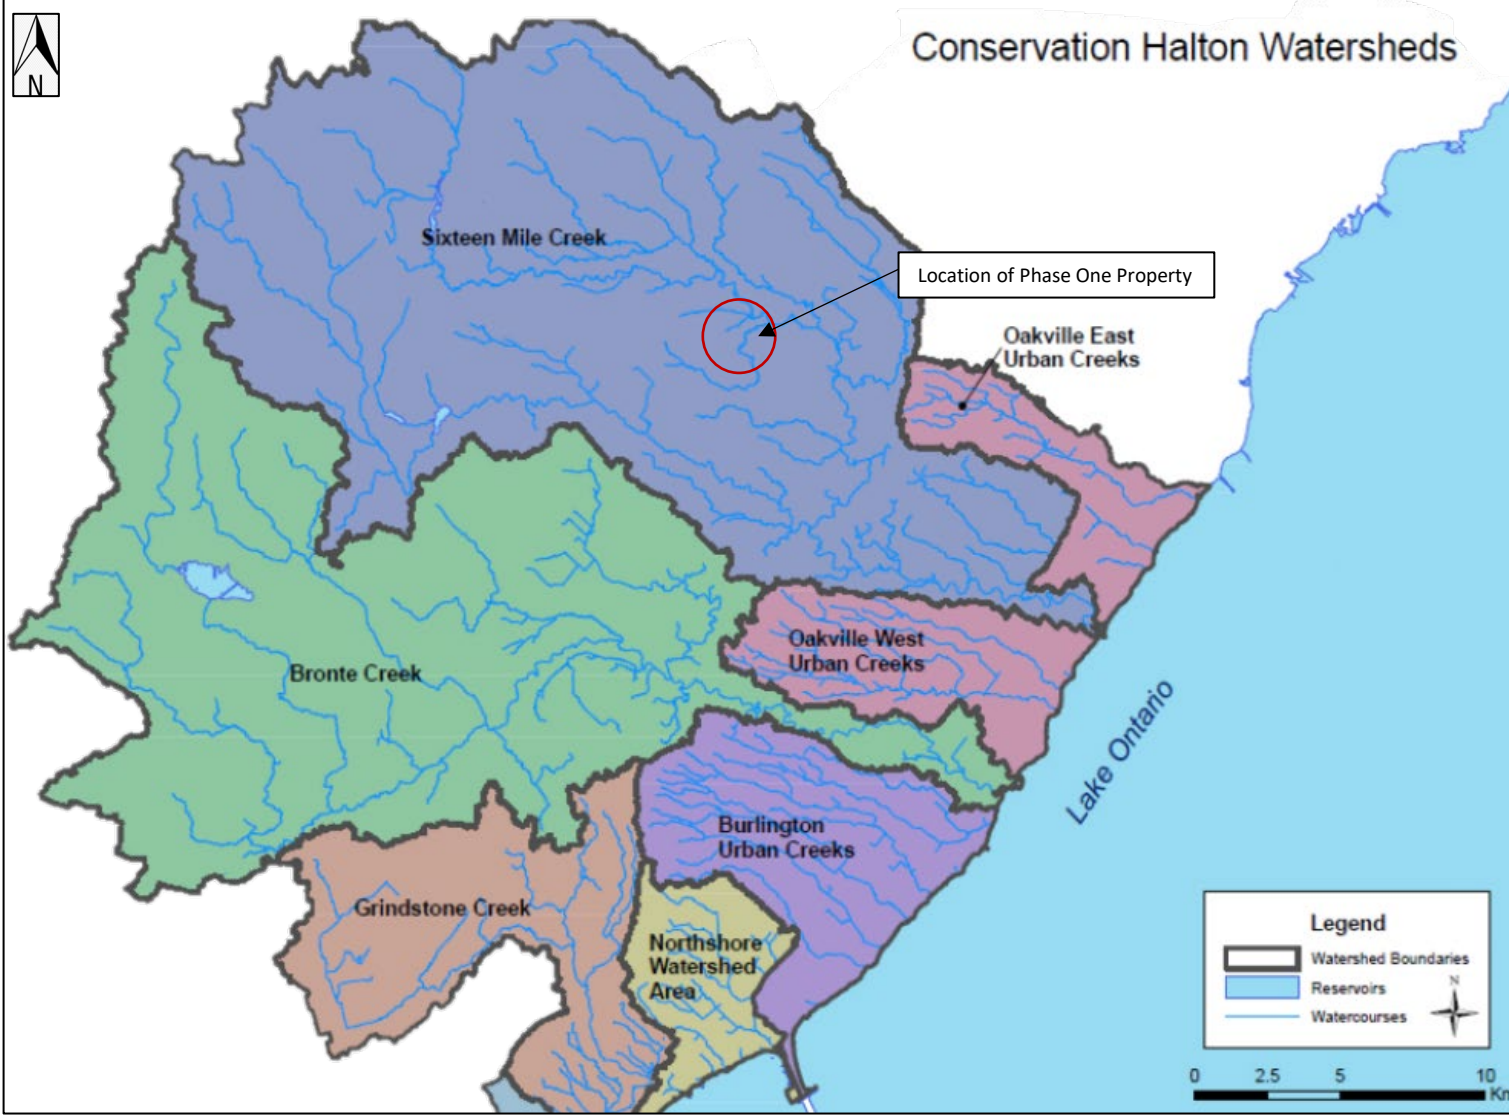 N
Conservation Halton Watersheds
Sixteen Mile Creek
Location of Phase One Property
Oakville East
Urban Creeks
Oakville West
Urban Creeks
Bronte Creek
Lake Ontario
Burlington
Urban Creeks
Grindstone Creek
Northshore
Watershed
Area
Legend
Watershed Boundaries
Reservoirs
Watercourses
N
0 2.5 5 10
Km